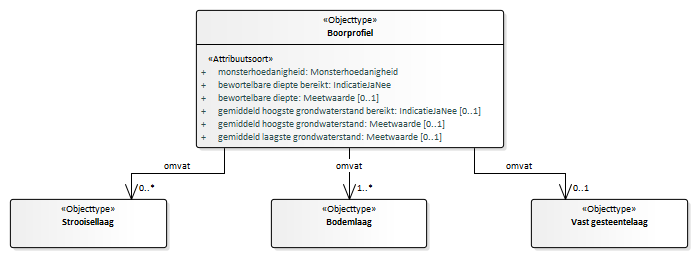 «Objecttype»
Boorprofiel
«Attribuutsoort»
+ monsterhoedanigheid: Monsterhoedanigheid
+ bewortelbare diepte bereikt: IndicatieJaNee
+ bewortelbare diepte: Meetwaarde [0..1]
+ gemiddeld hoogste grondwaterstand bereikt: IndicatieJaNee [0..1]
+ gemiddeld hoogste grondwaterstand: Meetwaarde [0..1]
+ gemiddeld laagste grondwaterstand: Meetwaarde [0..1]
omvat omvat omvat
/0..* /1..* /0..1
«Objecttype» «Objecttype» «Objecttype»
Strooisellaag Bodemlaag Vast gesteentelaag